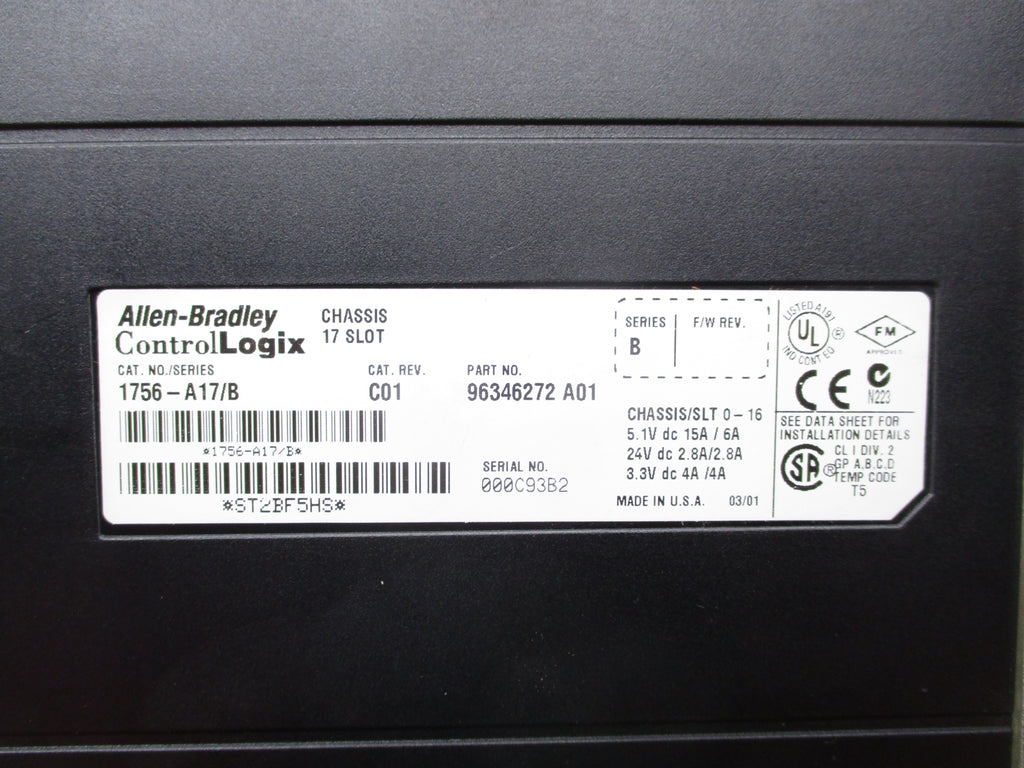 Allen-Bradley
ControlLogix
CHASSIS
17 SLOT
CAT. NO./SERIES
1756-A17/B
CAT. REV.
C01
PART NO.
96346272 A01
*1756-A17/B*
*ST2BF5HS*
SERIAL NO.
000C93B2
SERIES
B
F/W REV.
CHASSIS/SLT 0-16
5.1V dc 15A / 6A
24V dc 2.8A/2.8A
3.3V dc 4A /4A
MADE IN U.S.A. 03/01
LISTED A197
UL ®
IND CONT EQ
FM
APPROVED
CE
N223
SEE DATA SHEET FOR
INSTALLATION DETAILS
SA ®
CL I DIV. 2
GP A.B.C.D
TEMP CODE
T5